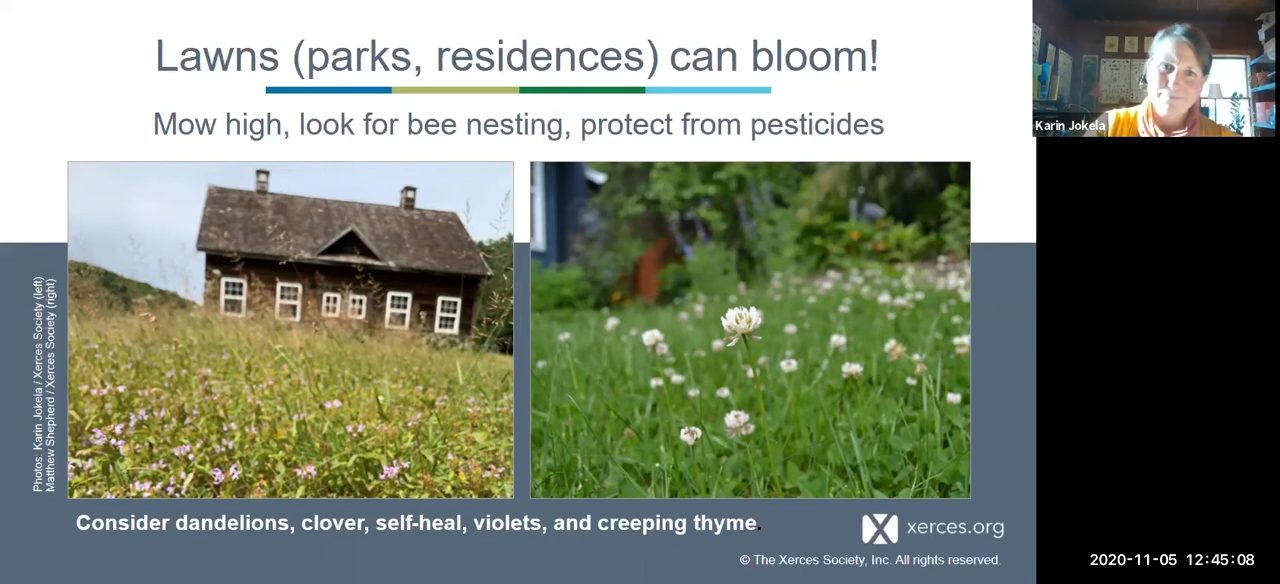 Lawns (parks, residences) can bloom!
Mow high, look for bee nesting, protect from pesticides
Karin Jokela
Photos: Karin Jokela / Xerces Society (left)
Matthew Shepherd / Xerces Society (right)
Consider dandelions, clover, self-heal, violets, and creeping thyme.
xerces.org
© The Xerces Society, Inc. All rights reserved.
2020-11-05 12:45:08